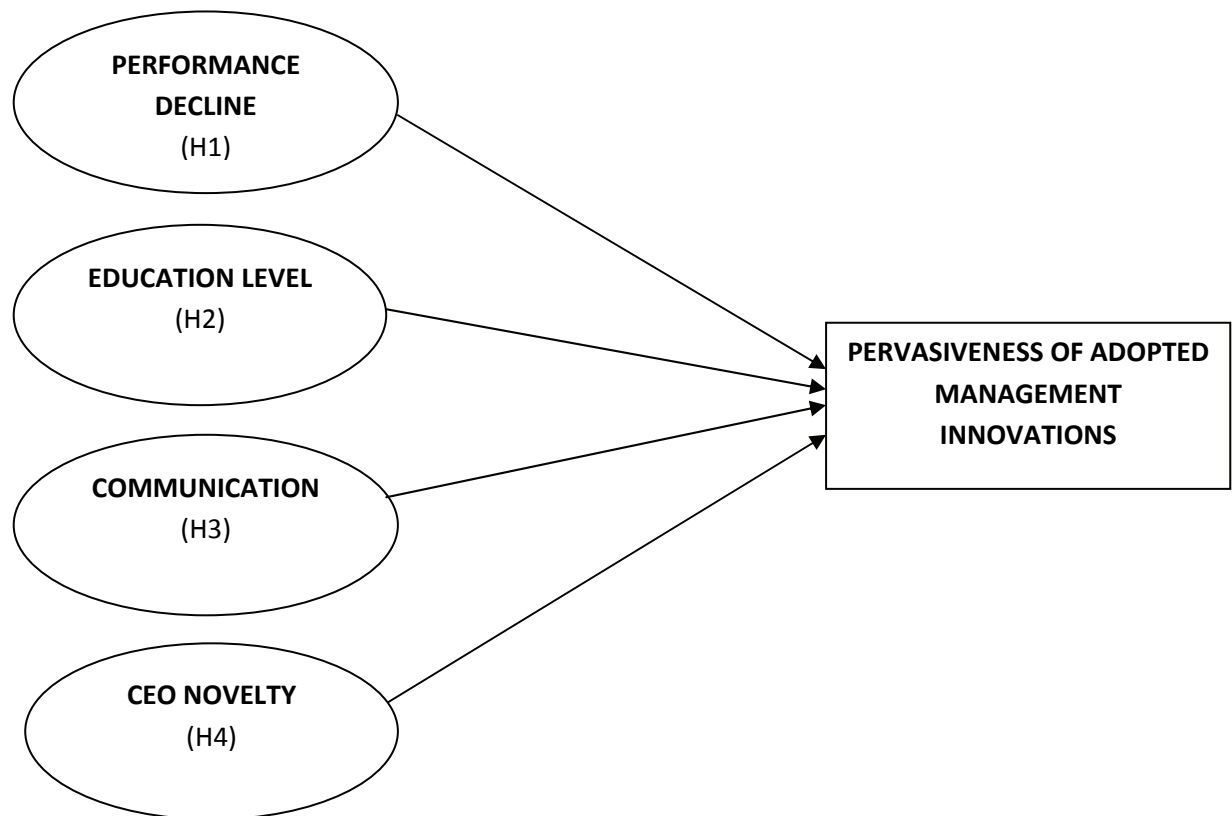 PERFORMANCE
DECLINE
(H1)
EDUCATION LEVEL
(H2)
COMMUNICATION
(H3)
CEO NOVELTY
(H4)
PERVASIVENESS OF ADOPTED
MANAGEMENT
INNOVATIONS